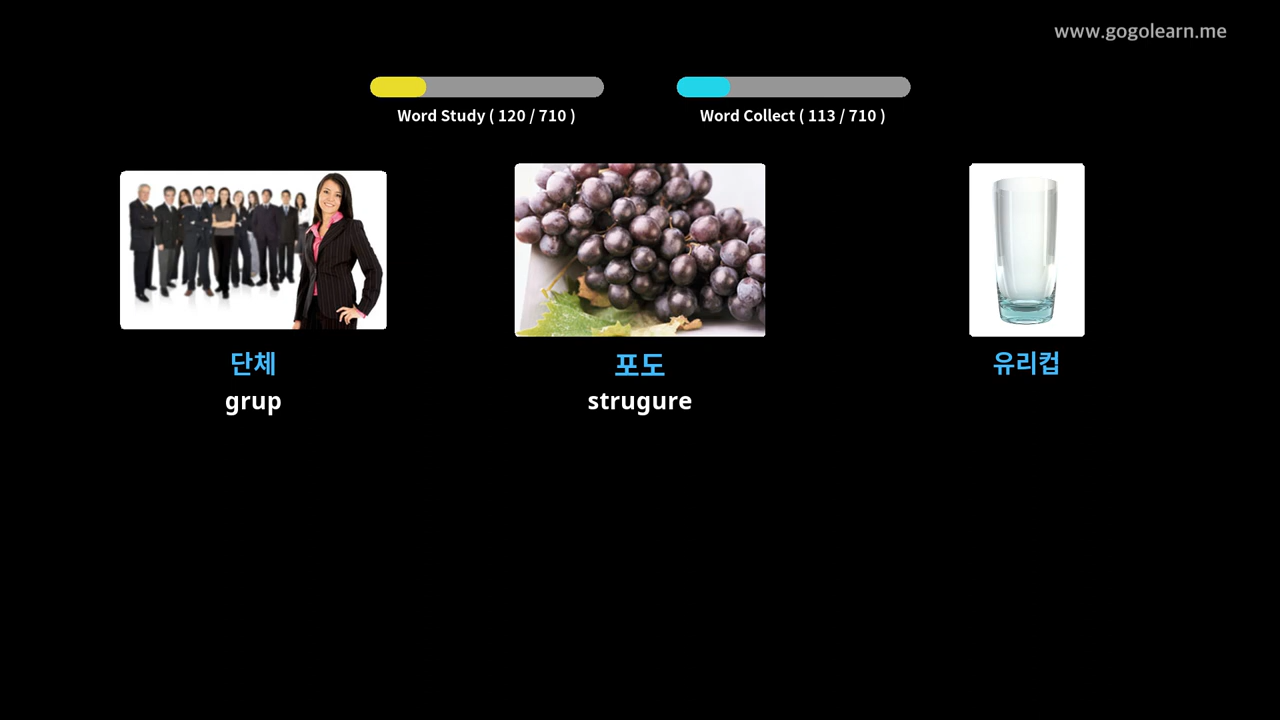 www.gogolearn.me
Word Study ( 120 / 710 )
Word Collect ( 113 / 710 )
단체
grup
포도
strugure
유리컵